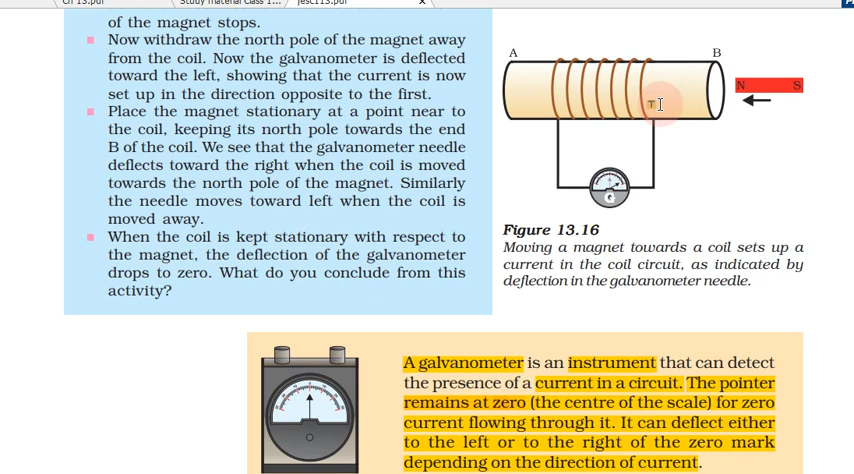 Study material Class 1...
jesc113.pdf
of the magnet stops.
Now withdraw the north pole of the magnet away
from the coil. Now the galvanometer is deflected
toward the left, showing that the current is now
set up in the direction opposite to the first.
Place the magnet stationary at a point near to
the coil, keeping its north pole towards the end
B of the coil. We see that the galvanometer needle
deflects toward the right when the coil is moved
towards the north pole of the magnet. Similarly
the needle moves toward left when the coil is
moved away.
When the coil is kept stationary with respect to
the magnet, the deflection of the galvanometer
drops to zero. What do you conclude from this
activity?
A
B
N S
T
G
Figure 13.16
Moving a magnet towards a coil sets up a
current in the coil circuit, as indicated by
deflection in the galvanometer needle.
A galvanometer is an instrument that can detect
the presence of a current in a circuit. The pointer
remains at zero (the centre of the scale) for zero
current flowing through it. It can deflect either
to the left or to the right of the zero mark
depending on the direction of current.